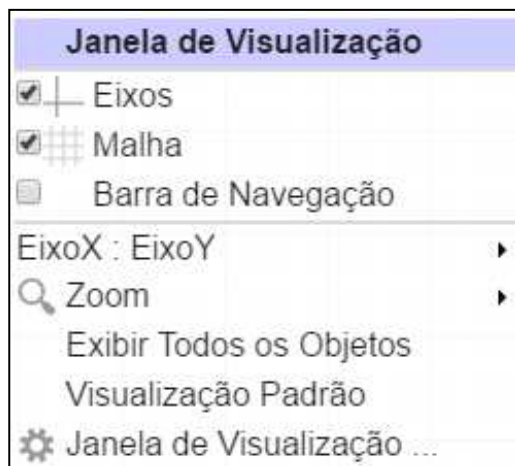 Janela de Visualização
Eixos
Malha
Barra de Navegação
EixoX : EixoY
Zoom
Exibir Todos os Objetos
Visualização Padrão
Janela de Visualização ...